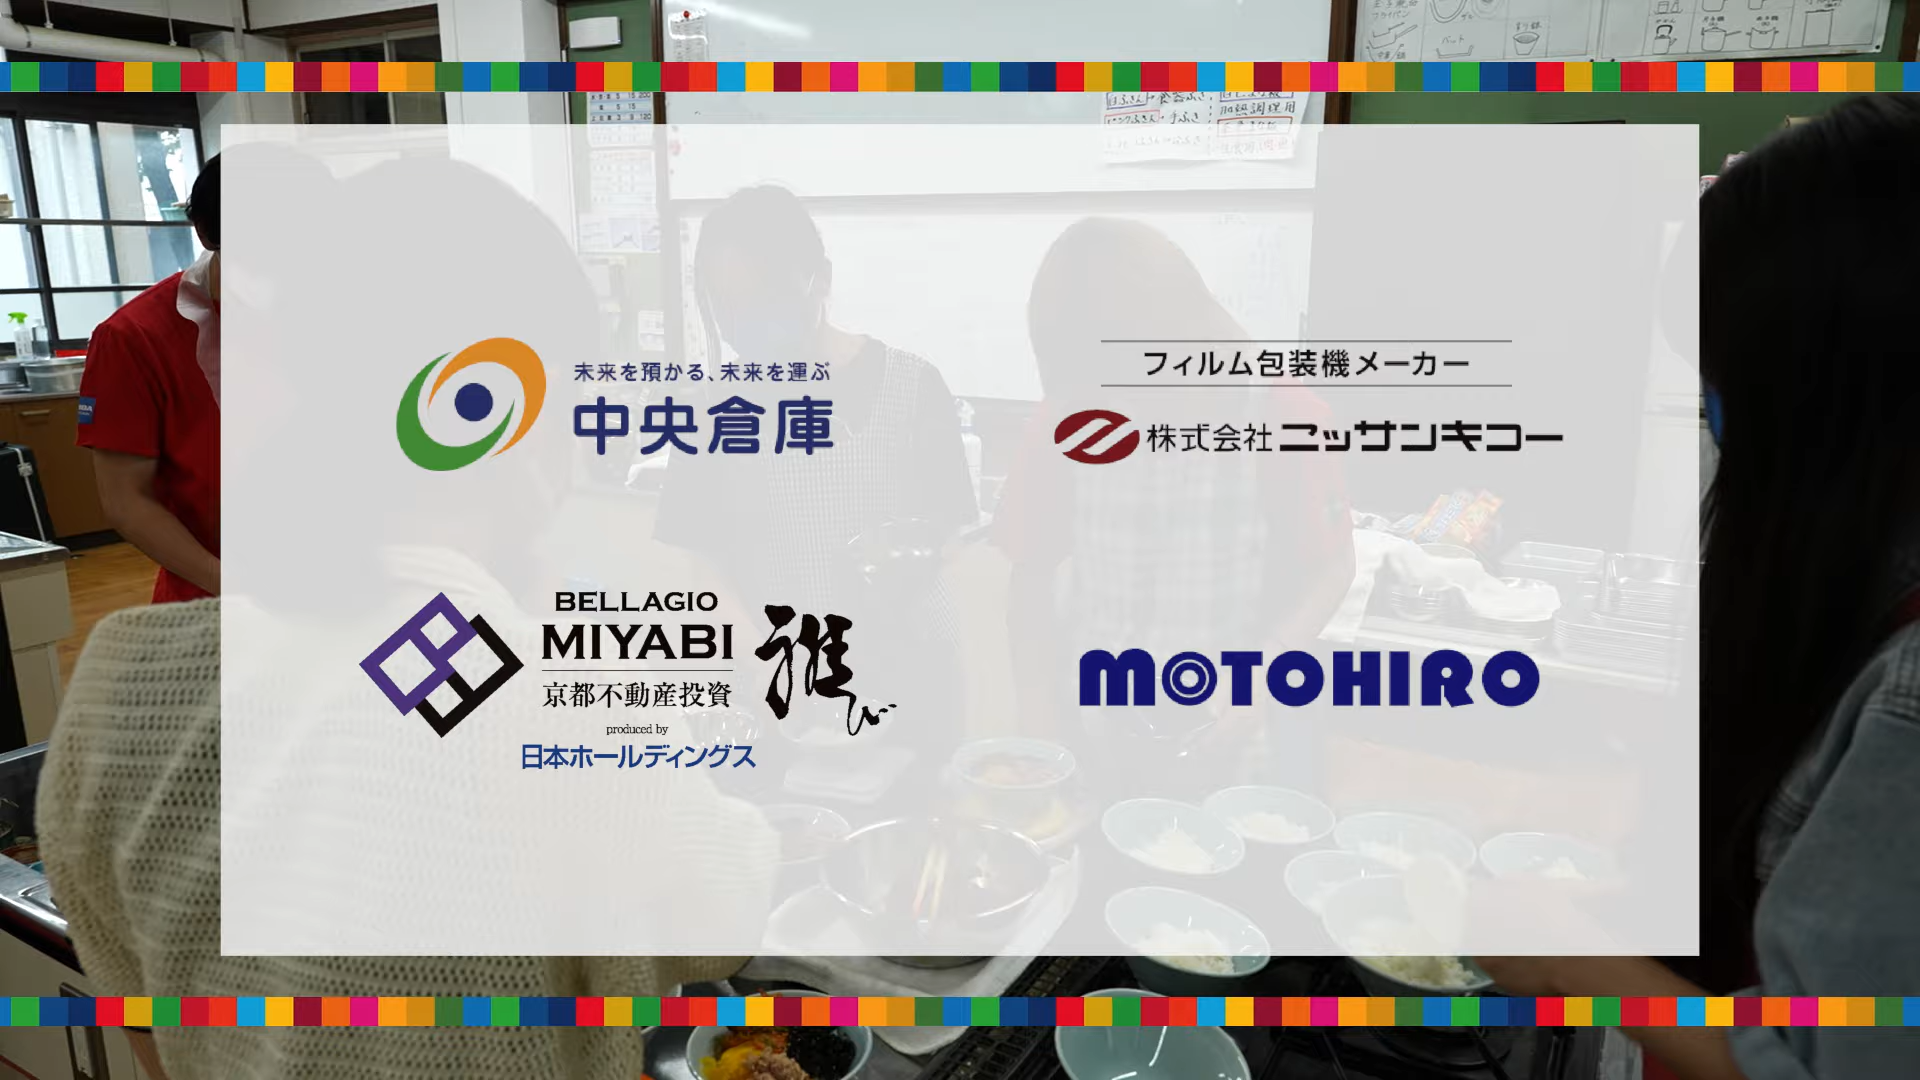 未来を預かる、未来を運ぶ
中央倉庫
フィルム包装機メーカー
株式会社ニッサンキコー
BELLAGIO
MIYABI
京都不動産投資
雅び
produced by
日本ホールディングス
MOTOHIRO